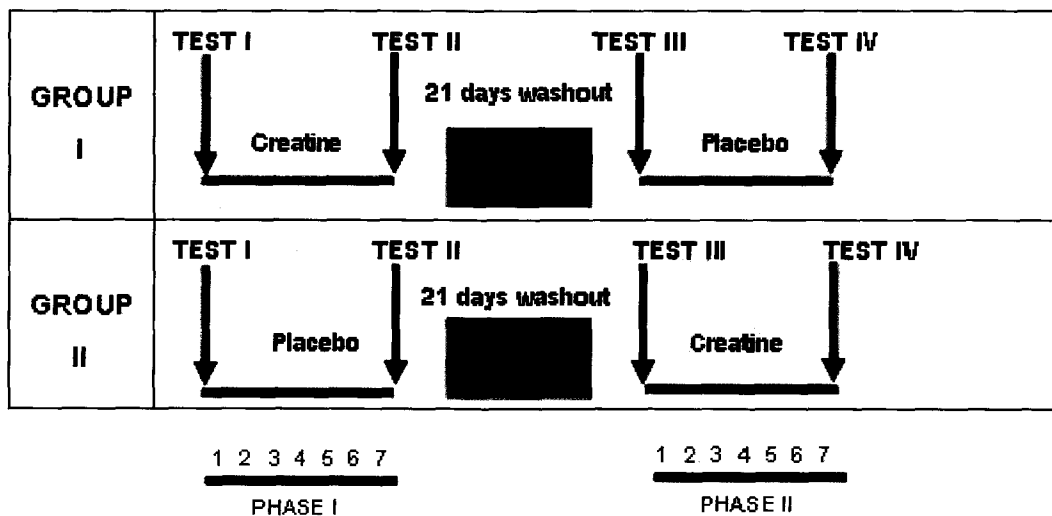 GROUP
I
TEST I
TEST II
TEST III
TEST IV
21 days washout
Creatine
Placebo
GROUP
II
TEST I
TEST II
TEST III
TEST IV
21 days washout
Placebo
Creatine
1 2 3 4 5 6 7
PHASE I
1 2 3 4 5 6 7
PHASE II